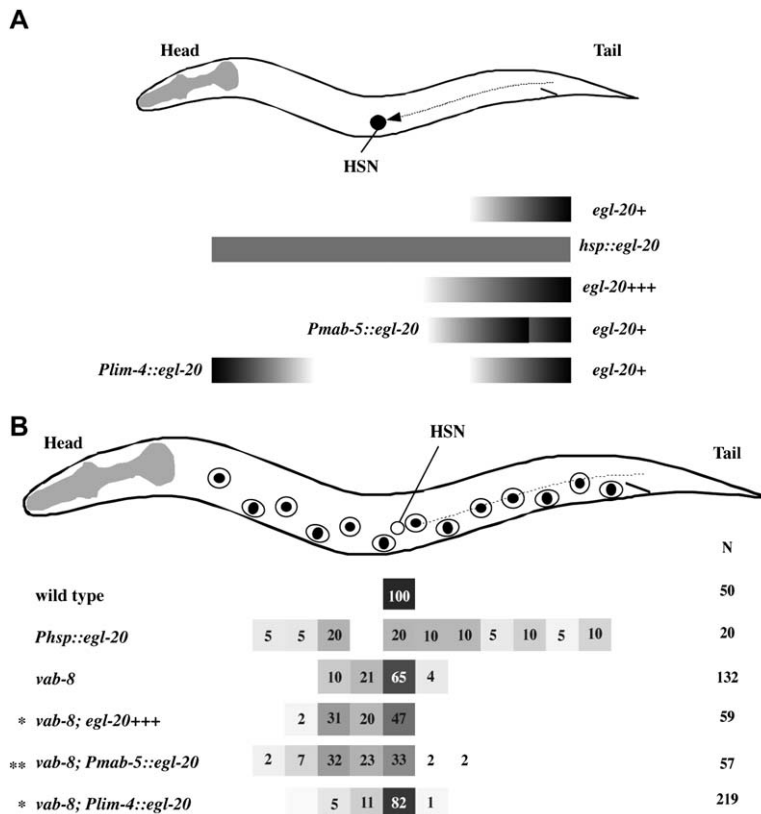 A
Head
Tail
HSN
egl-20+
hsp::egl-20
egl-20+++
Pmab-5::egl-20 egl-20+
Plim-4::egl-20 egl-20+
B
Head
HSN
Tail
N
wild type 100 50
Phsp::egl-20 5 5 20 20 10 10 5 10 5 10 20
vab-8 10 21 65 4 132
* vab-8; egl-20+++ 2 31 20 47 59
** vab-8; Pmab-5::egl-20 2 7 32 23 33 2 2 57
* vab-8; Plim-4::egl-20 5 11 82 1 219